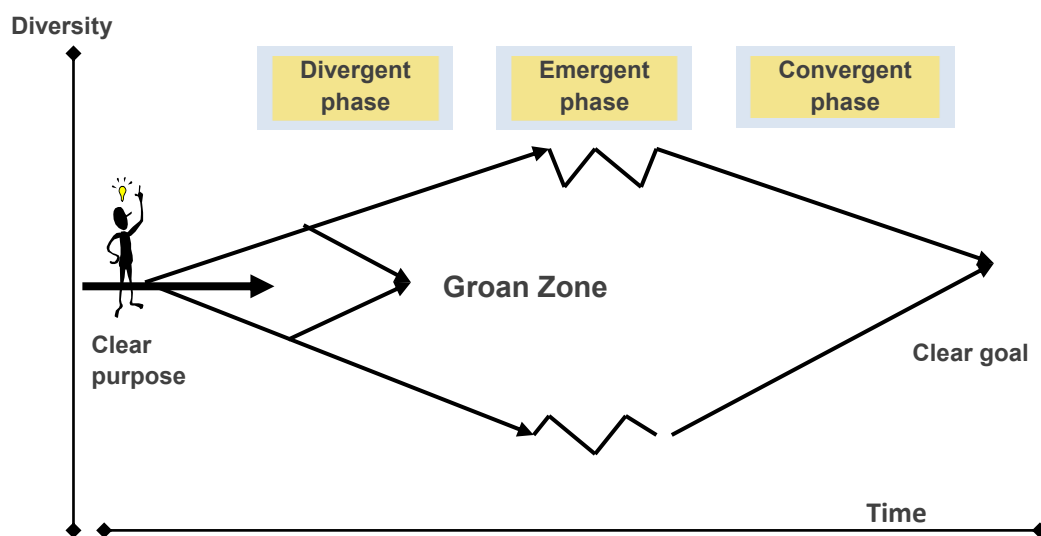 Diversity
Divergent
phase
Emergent
phase
Convergent
phase
Groan Zone
Clear
purpose
Clear goal
Time